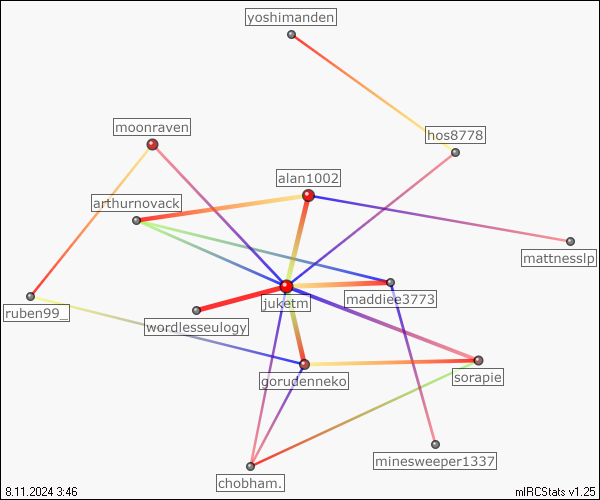 yoshimanden
moonraven
hos8778
alan1002
arthurnovack
mattnesslp
maddiee3773
juketm
ruben99_
wordlesseulogy
gorudenneko
sorapie
minesweeper1337
chobham.
8.11.2024 3:46
mIRCStats v1.25